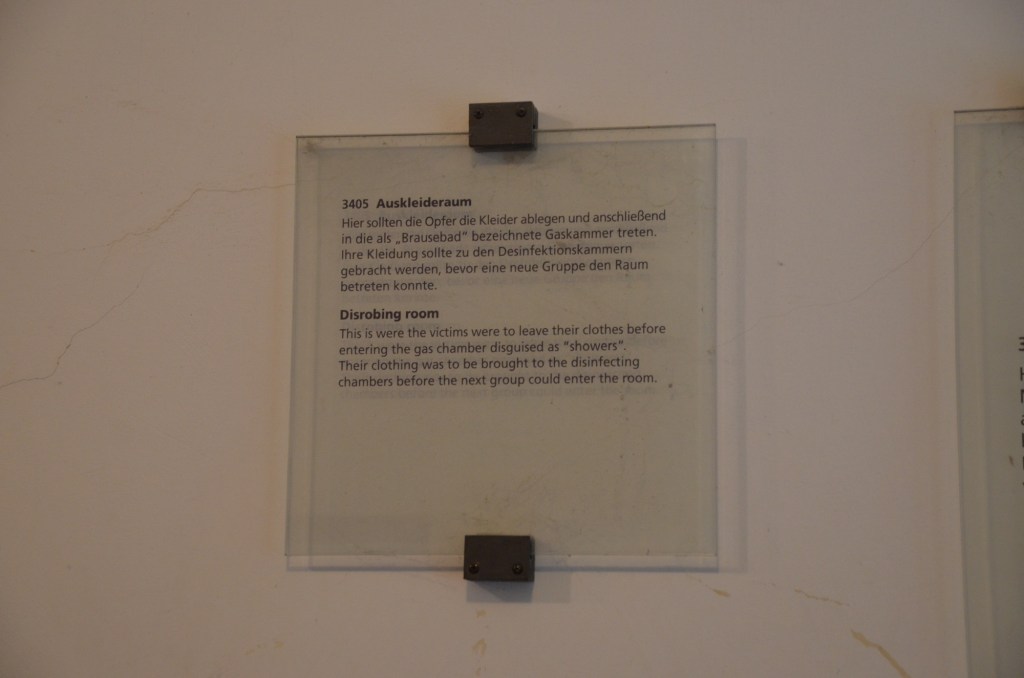 3405 Auskleideraum
Hier sollten die Opfer die Kleider ablegen und anschließend
in die als „Brausebad“ bezeichnete Gaskammer treten.
Ihre Kleidung sollte zu den Desinfektionskammern
gebracht werden, bevor eine neue Gruppe den Raum
betreten konnte.
Disrobing room
This is were the victims were to leave their clothes before
entering the gas chamber disguised as “showers”.
Their clothing was to be brought to the disinfecting
chambers before the next group could enter the room.